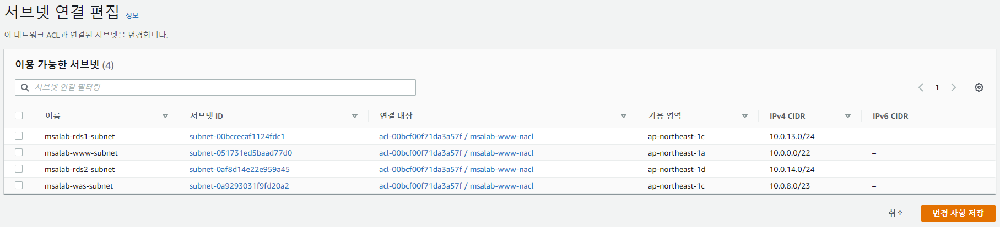 서브넷 연결 편집 정보
이 네트워크 ACL과 연결된 서브넷을 변경합니다.
이용 가능한 서브넷 (4)
서브넷 연결 필터링
1
이름 서브넷 ID 연결 대상 가용 영역 IPv4 CIDR IPv6 CIDR
msalab-rds1-subnet subnet-00bccecaf1124fdc1 acl-00bcf00f71da3a57f / msalab-www-nacl ap-northeast-1c 10.0.13.0/24 –
msalab-www-subnet subnet-051731ed5baad77d0 acl-00bcf00f71da3a57f / msalab-www-nacl ap-northeast-1a 10.0.0.0/22 –
msalab-rds2-subnet subnet-0af8d14e22e959a45 acl-00bcf00f71da3a57f / msalab-www-nacl ap-northeast-1d 10.0.14.0/24 –
msalab-was-subnet subnet-0a9293031f9fd20a2 acl-00bcf00f71da3a57f / msalab-www-nacl ap-northeast-1c 10.0.8.0/23 –
취소 변경 사항 저장